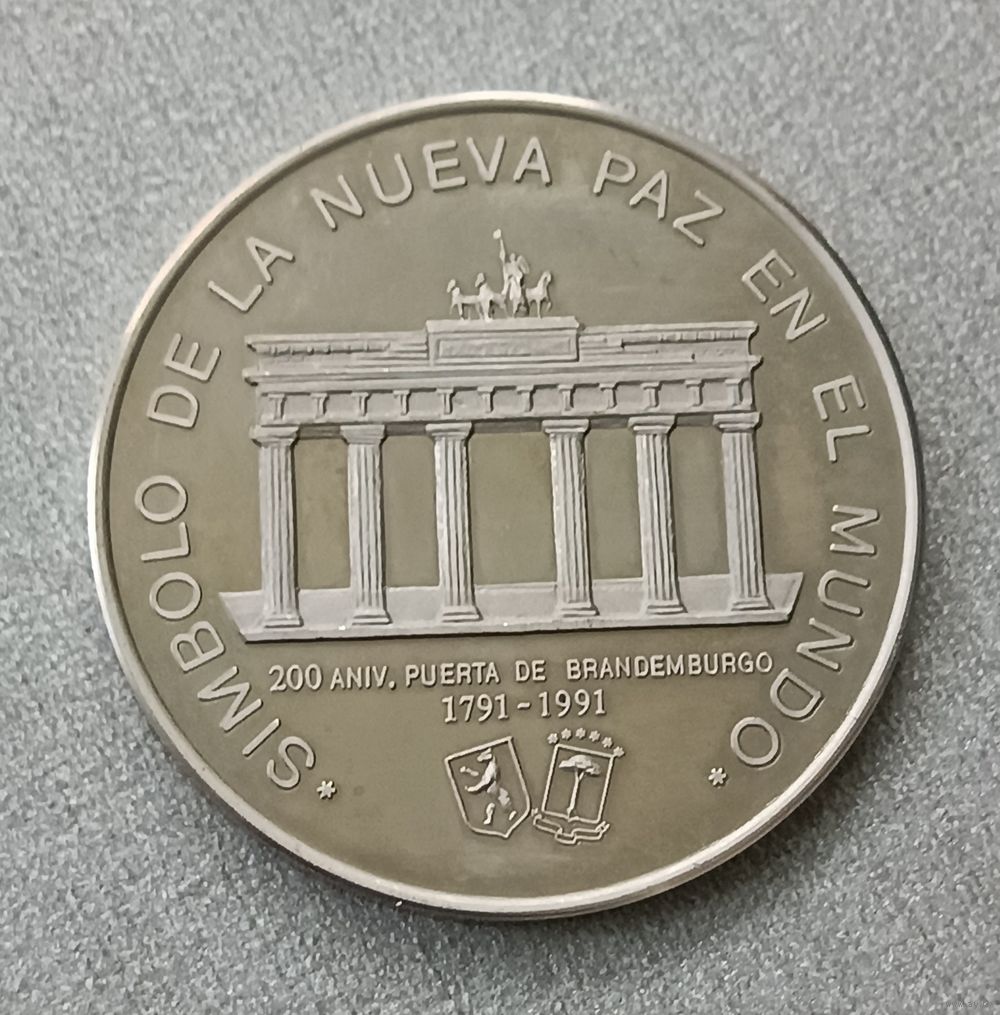 *SIMBOLO DE LA NUEVA PAZ EN EL MUNDO*
200 ANIV. PUERTA DE BRANDEMBURGO
1791-1991